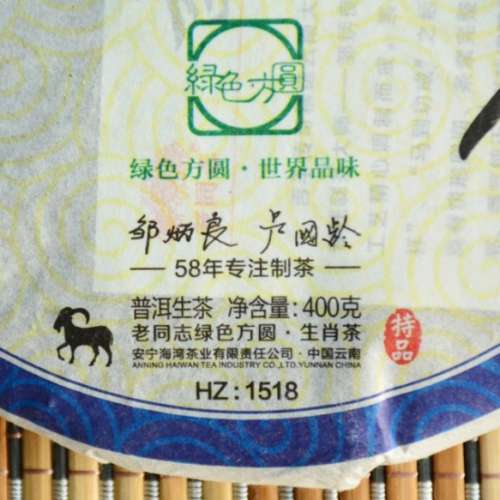 緑色方圓
绿色方圆·世界品味
邹炳良 卢國龄
58年专注制茶
普洱生茶 净含量:400克
老同志绿色方圆·生肖茶
安宁海湾茶业有限责任公司·中国云南
ANNING HAIWAN TEA INDUSTRY CO.,LTD.YUNNAN CHINA
特品
HZ:1518